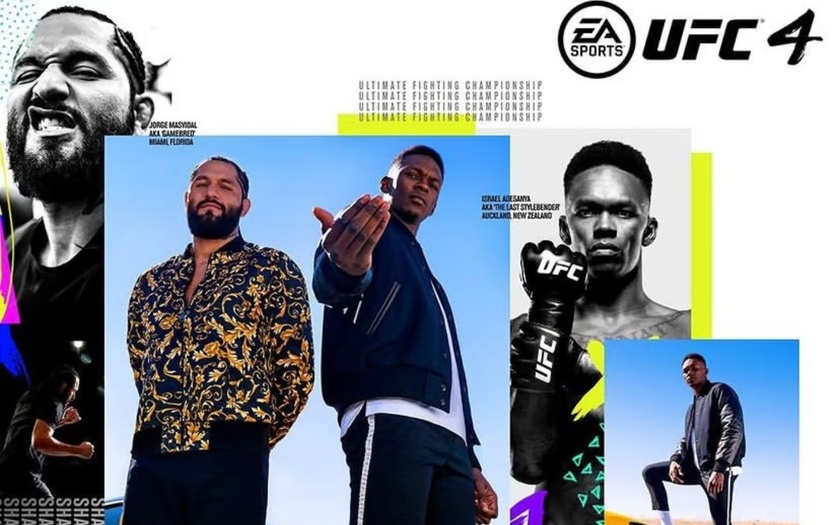 EA
SPORTS
UFC 4
ULTIMATE FIGHTING CHAMPIONSHIP
ULTIMATE FIGHTING CHAMPIONSHIP
ULTIMATE FIGHTING CHAMPIONSHIP
ULTIMATE FIGHTING CHAMPIONSHIP
JORGE MASVIDAL
AKA 'GAMEBRED'
MIAMI, FLORIDA
ISRAEL ADESANYA
AKA 'THE LAST STYLEBENDER'
AUCKLAND, NEW ZEALAND
UFC
UFC